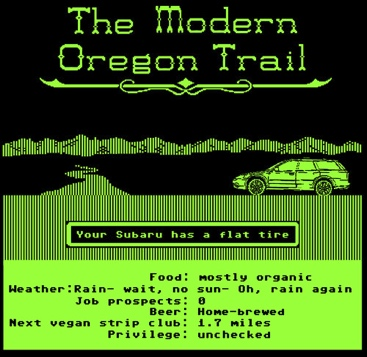 The Modern
Oregon Trail
Your Subaru has a flat tire
Food: mostly organic
Weather:Rain- wait, no sun- Oh, rain again
Job prospects: 0
Beer: Home-brewed
Next vegan strip club: 1.7 miles
Privilege: unchecked